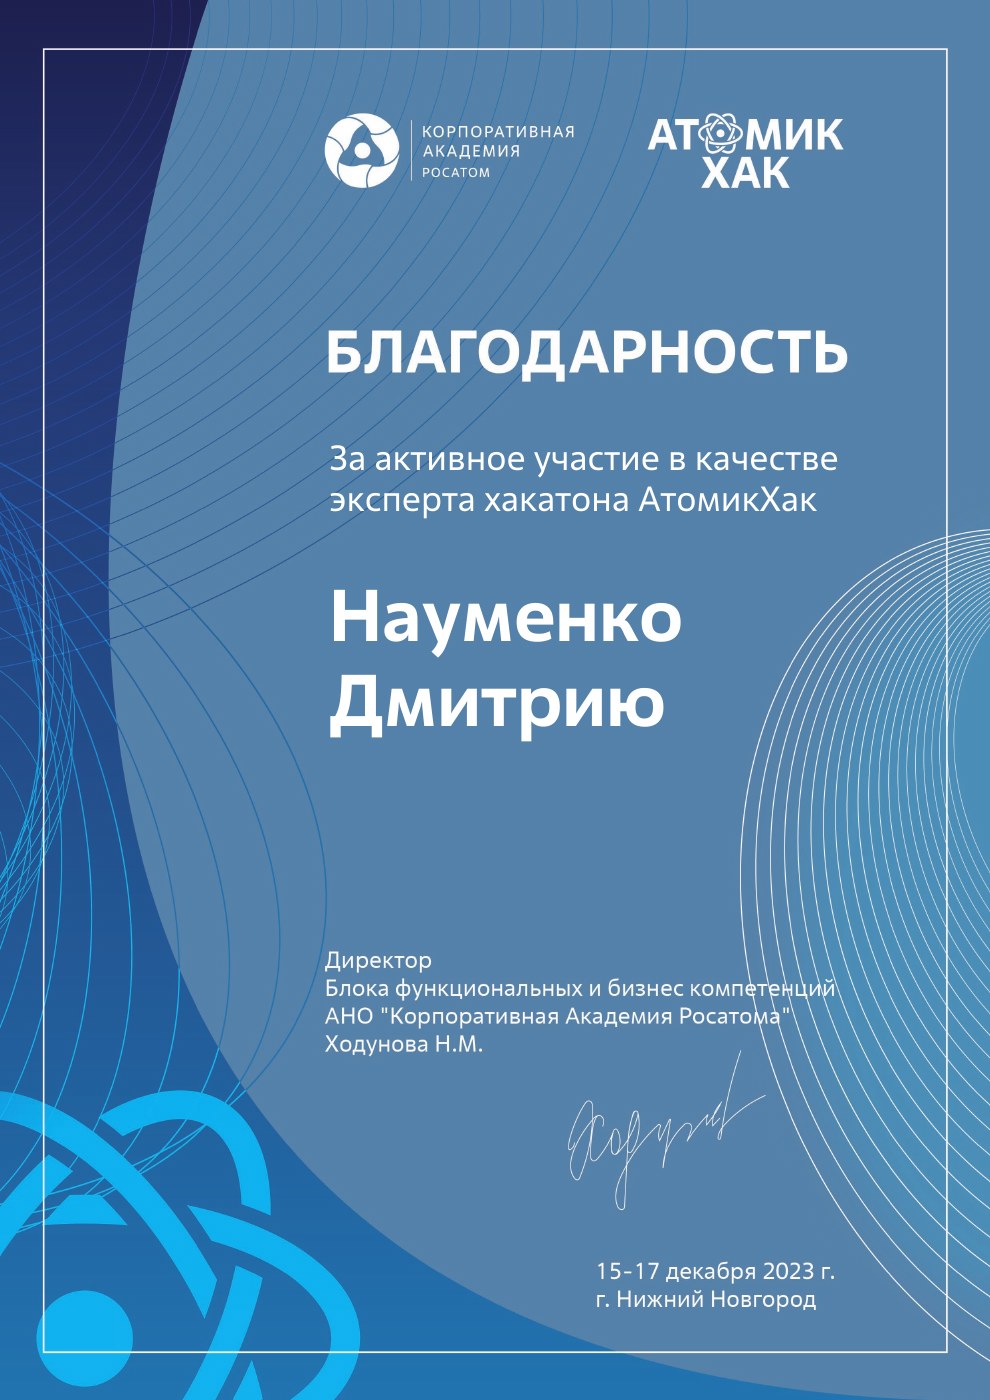 КОРПОРАТИВНАЯ
АКАДЕМИЯ
РОСАТОМ
АТОМИК
ХАК
БЛАГОДАРНОСТЬ
За активное участие в качестве
эксперта хакатона АтомикХак
Науменко
Дмитрию
Директор
Блока функциональных и бизнес компетенций
АНО "Корпоративная Академия Росатома"
Ходунова Н.М.
15-17 декабря 2023 г.
г. Нижний Новгород